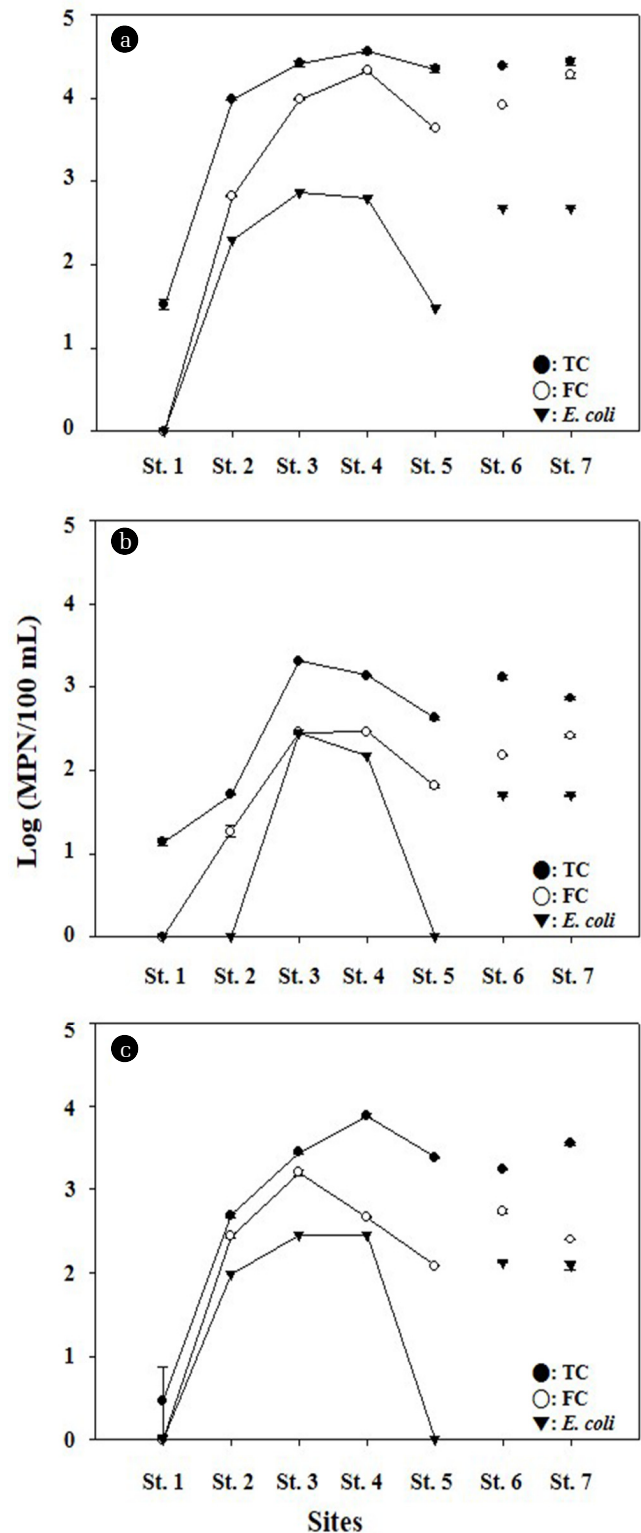 a
5
4
3
2
1
0
●: TC
○: FC
▼: E. coli
St. 1 St. 2 St. 3 St. 4 St. 5 St. 6 St. 7
b
5
4
3
2
1
0
Log (MPN/100 mL)
●: TC
○: FC
▼: E. coli
St. 1 St. 2 St. 3 St. 4 St. 5 St. 6 St. 7
c
5
4
3
2
1
0
●: TC
○: FC
▼: E. coli
St. 1 St. 2 St. 3 St. 4 St. 5 St. 6 St. 7
Sites